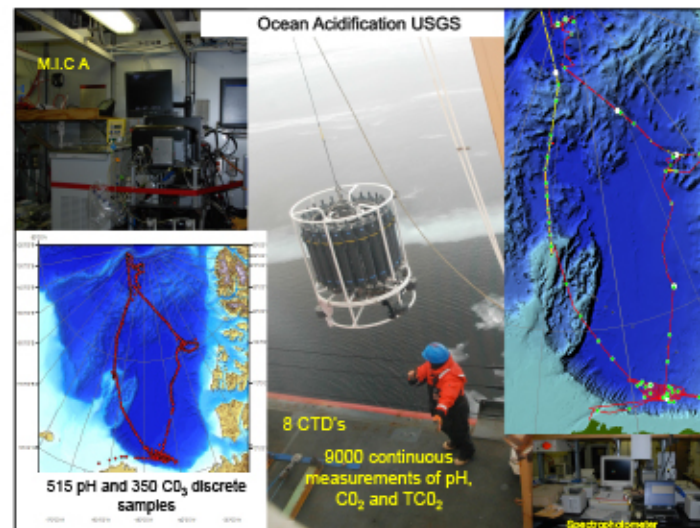 Ocean Acidification USGS
M.I.C A
8 CTD's
9000 continuous
measurements of pH,
C0₂ and TC0₂
515 pH and 350 C0₃ discrete
samples
Spectrophotometer